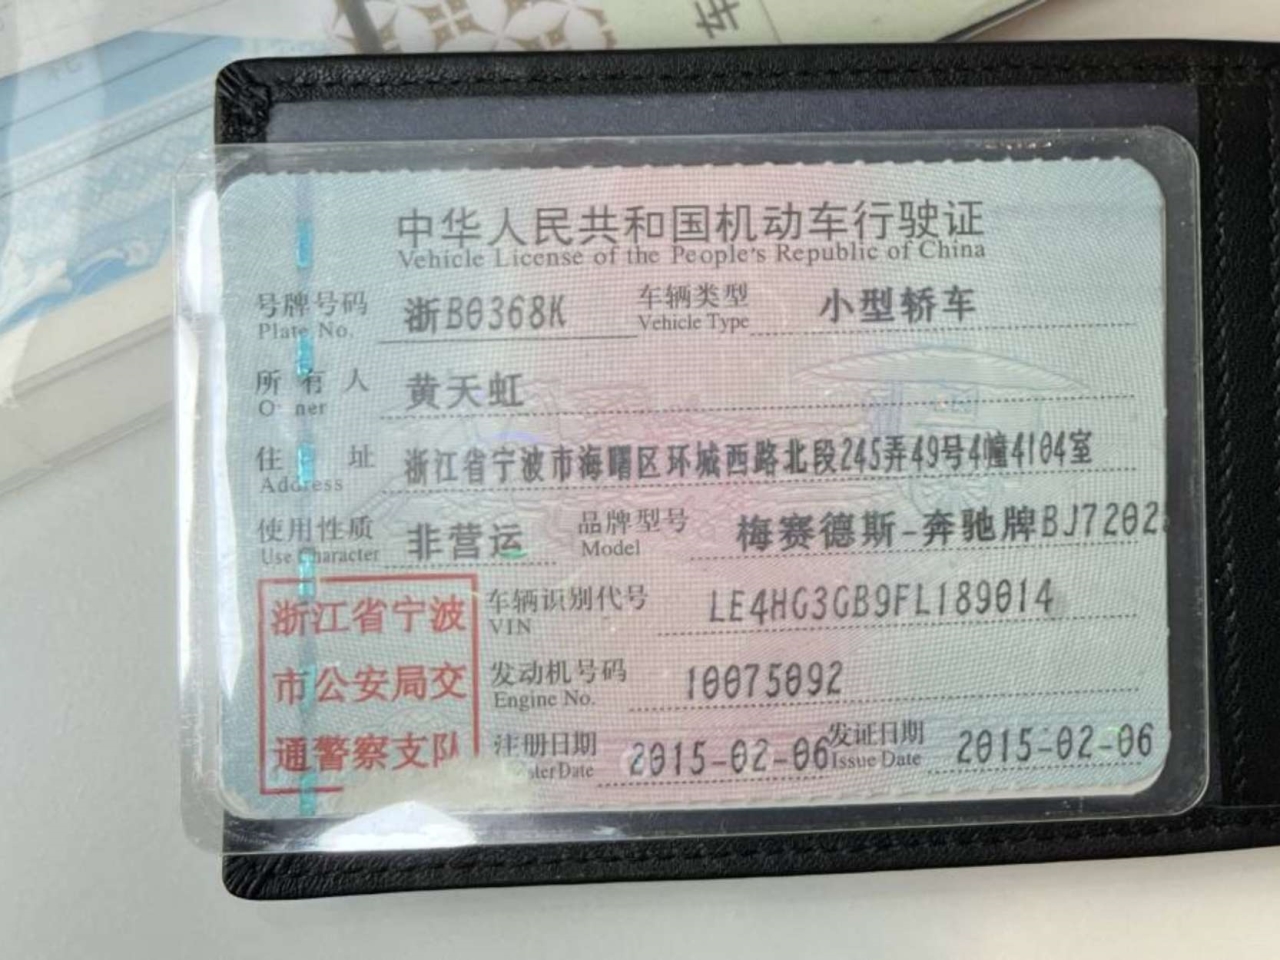 车
中华人民共和国机动车行驶证
Vehicle License of the People's Republic of China
号牌号码 浙B0368K 车辆类型 小型轿车
Plate No. Vehicle Type
所有人 黄天虹
Owner
住址 浙江省宁波市海曙区环城西路北段245弄49号4幢4104室
Address
使用性质 非营运 品牌型号 梅赛德斯-奔驰牌BJ7202
Use Character Model
浙江省宁波 车辆识别代号 LE4HG3GB9FL189014
VIN
市公安局交 发动机号码 10075092
Engine No.
通警察支队 注册日期 2015-02-06 发证日期 2015-02-06
Date Issue Date